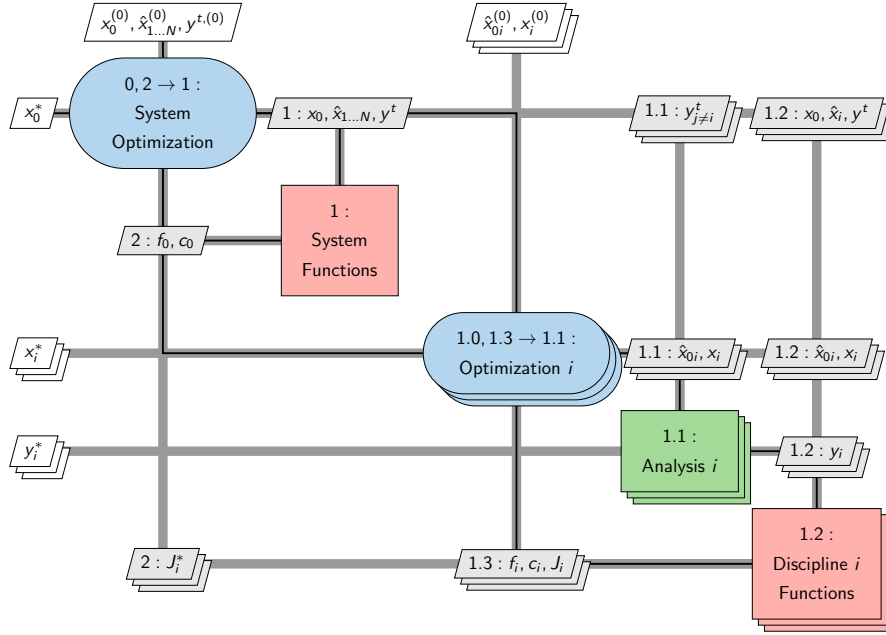 x_0^{(0)}, x̂_{1…N}^{(0)}, y^{t,(0)}
x̂_{0i}^{(0)}, x_i^{(0)}
x_0^*
0, 2 → 1 :
System
Optimization
1 : x_0, x̂_{1…N}, y^t
1.1 : y_{j≠i}^t
1.2 : x_0, x̂_i, y^t
2 : f_0, c_0
1 :
System
Functions
x_i^*
1.0, 1.3 → 1.1 :
Optimization i
1.1 : x̂_{0i}, x_i
1.2 : x̂_{0i}, x_i
y_i^*
1.1 :
Analysis i
1.2 : y_i
2 : J_i^*
1.3 : f_i, c_i, J_i
1.2 :
Discipline i
Functions